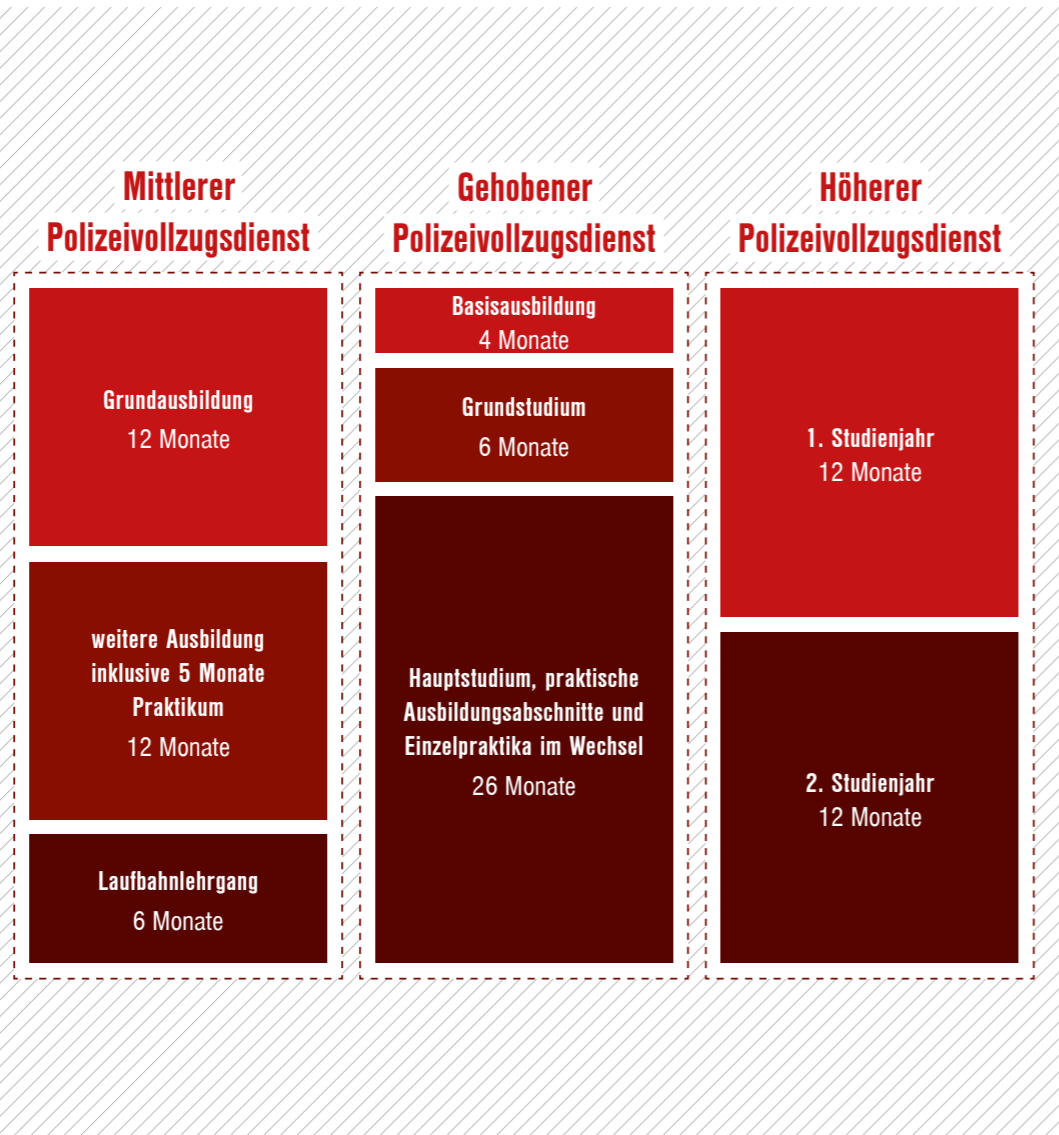 Mittlerer
Polizeivollzugsdienst
Grundausbildung
12 Monate
weitere Ausbildung
inklusive 5 Monate
Praktikum
12 Monate
Laufbahnlehrgang
6 Monate
Gehobener
Polizeivollzugsdienst
Basisausbildung
4 Monate
Grundstudium
6 Monate
Hauptstudium, praktische
Ausbildungsabschnitte und
Einzelpraktika im Wechsel
26 Monate
Höherer
Polizeivollzugsdienst
1. Studienjahr
12 Monate
2. Studienjahr
12 Monate